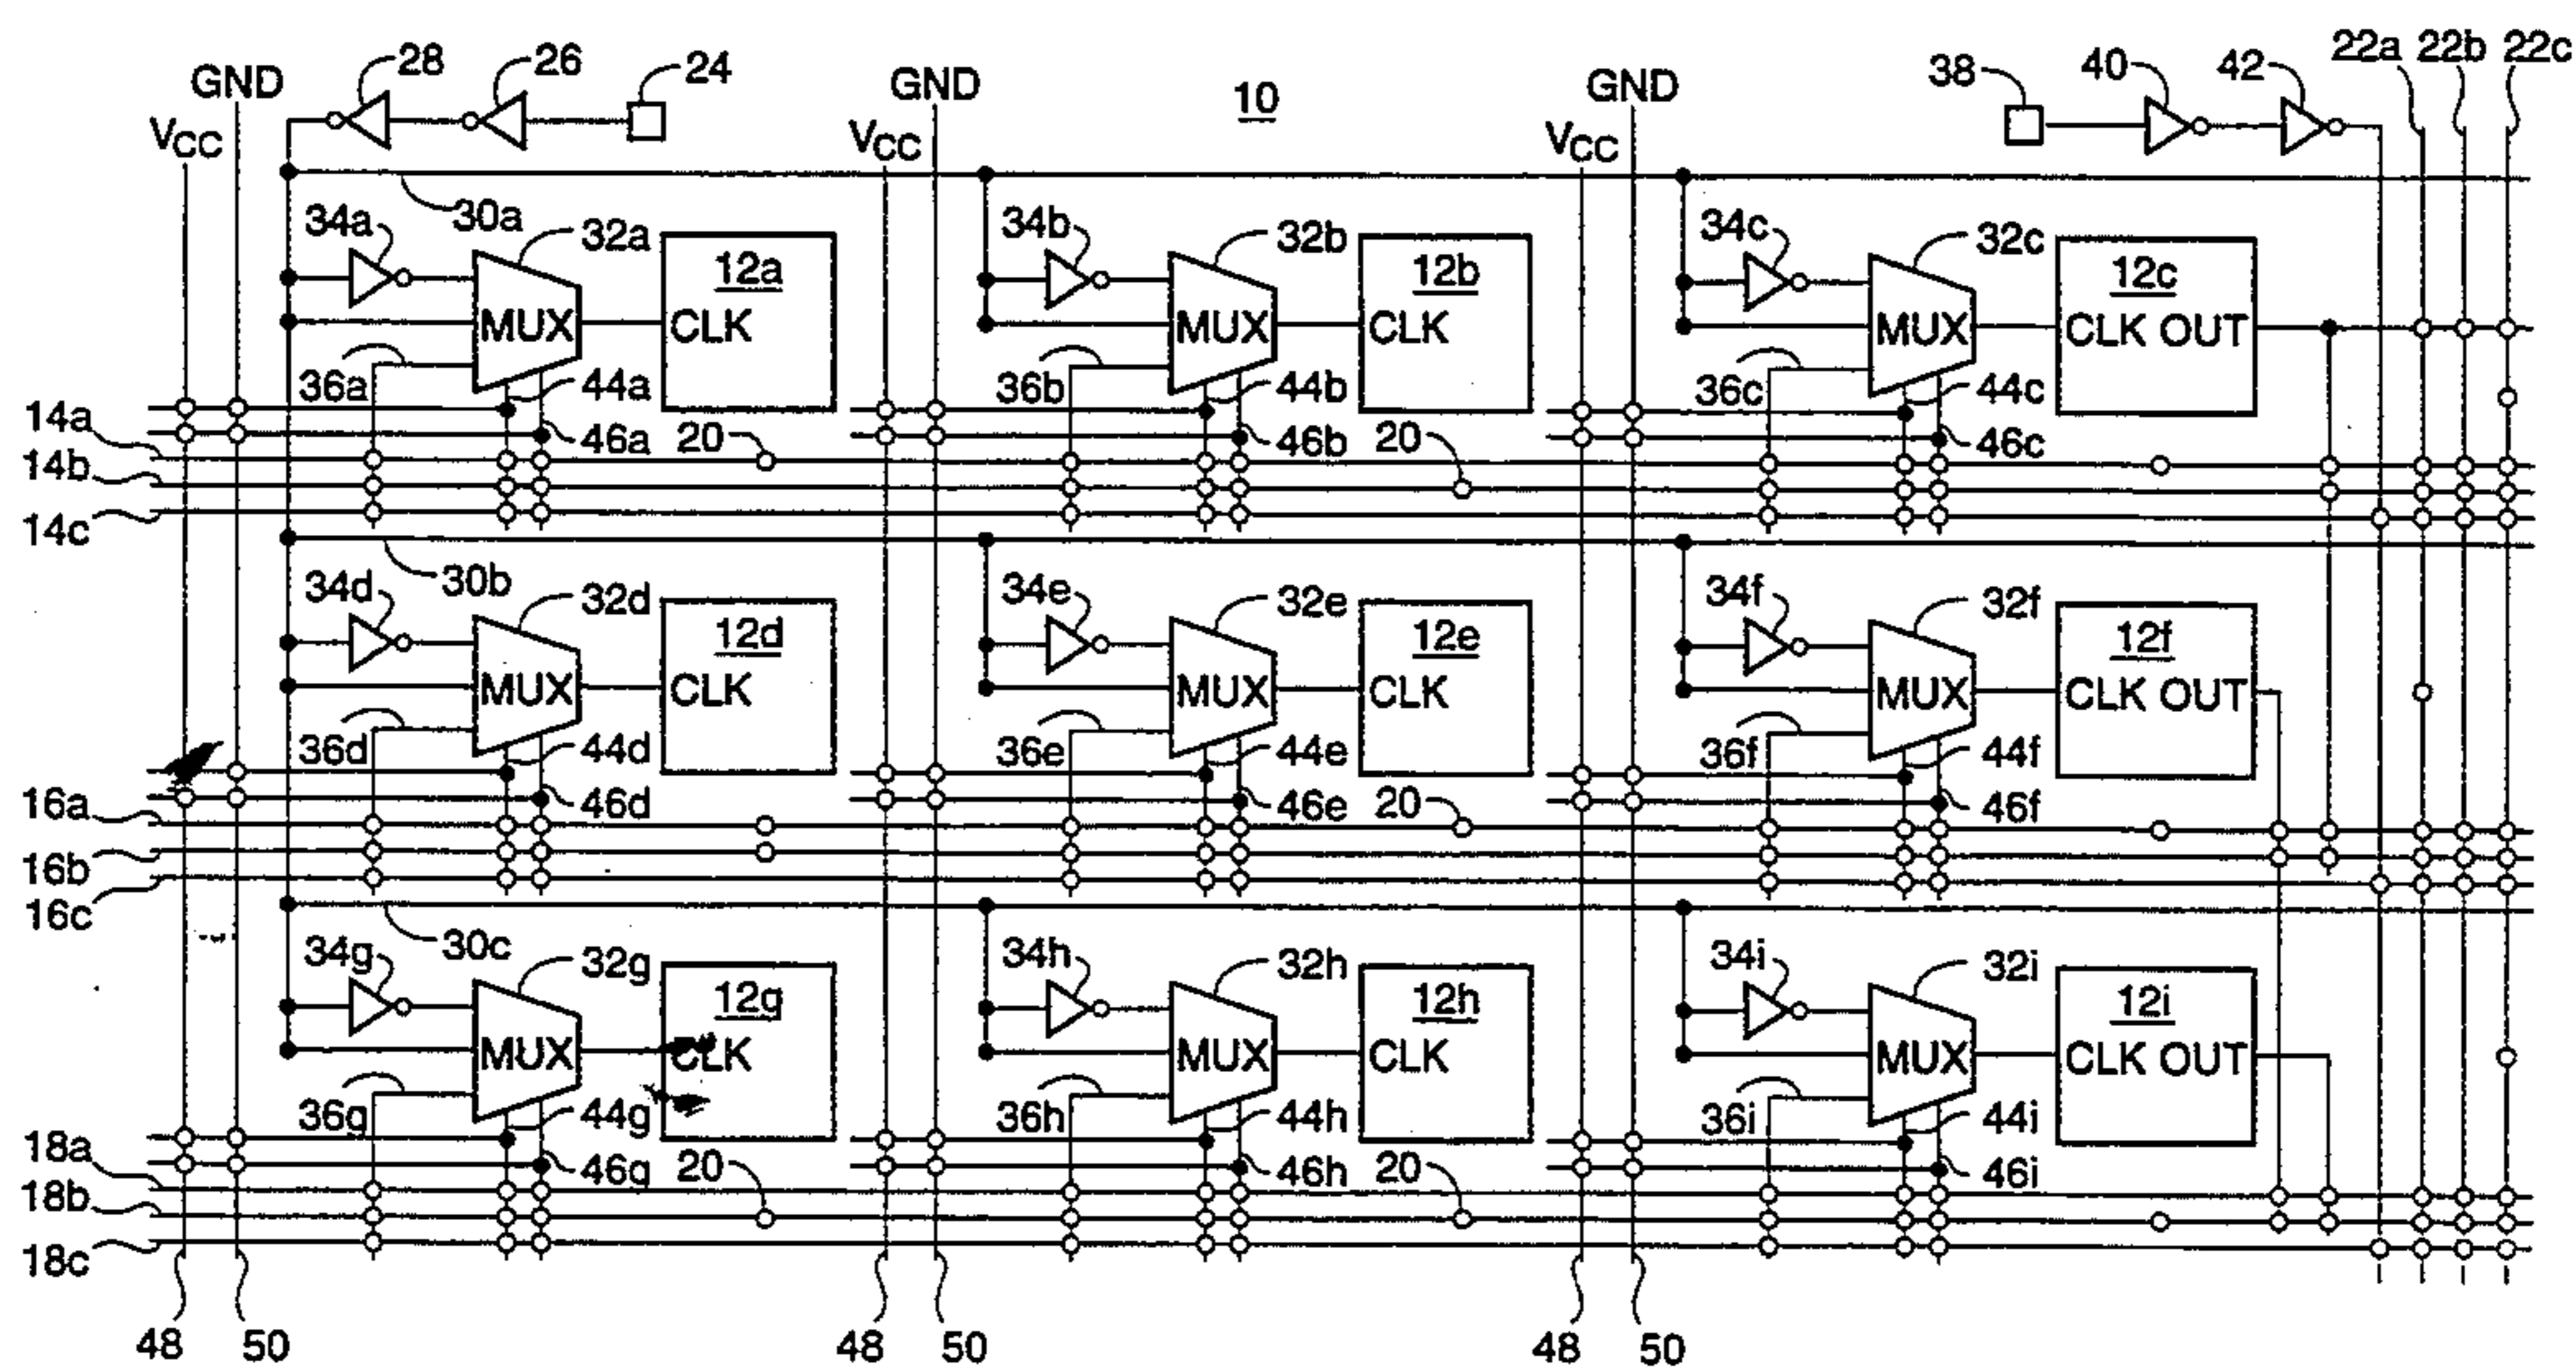 28 26 24 GND 10 38 40 42 22a 22b 22c
GND GND
VCC VCC VCC
30a
34a 32a 34b 32b 34c 32c
12a 12b 12c
MUX CLK MUX CLK MUX CLK OUT
36a 44a 36b 44b 36c 44c
14a 46a 20 46b 20 46c
14b
14c
30b
34d 32d 34e 32e 34f 32f
12d 12e 12f
MUX CLK MUX CLK MUX CLK OUT
36d 44d 36e 44e 36f 44f
16a 46d 46e 20 46f
16b
16c
30c
34g 32g 34h 32h 34i 32i
12g 12h 12i
MUX CLK MUX CLK MUX CLK OUT
36g 44g 36h 44h 36i 44i
18a 46g 20 46h 20 46i
18b
18c
48 50 48 50 48 50